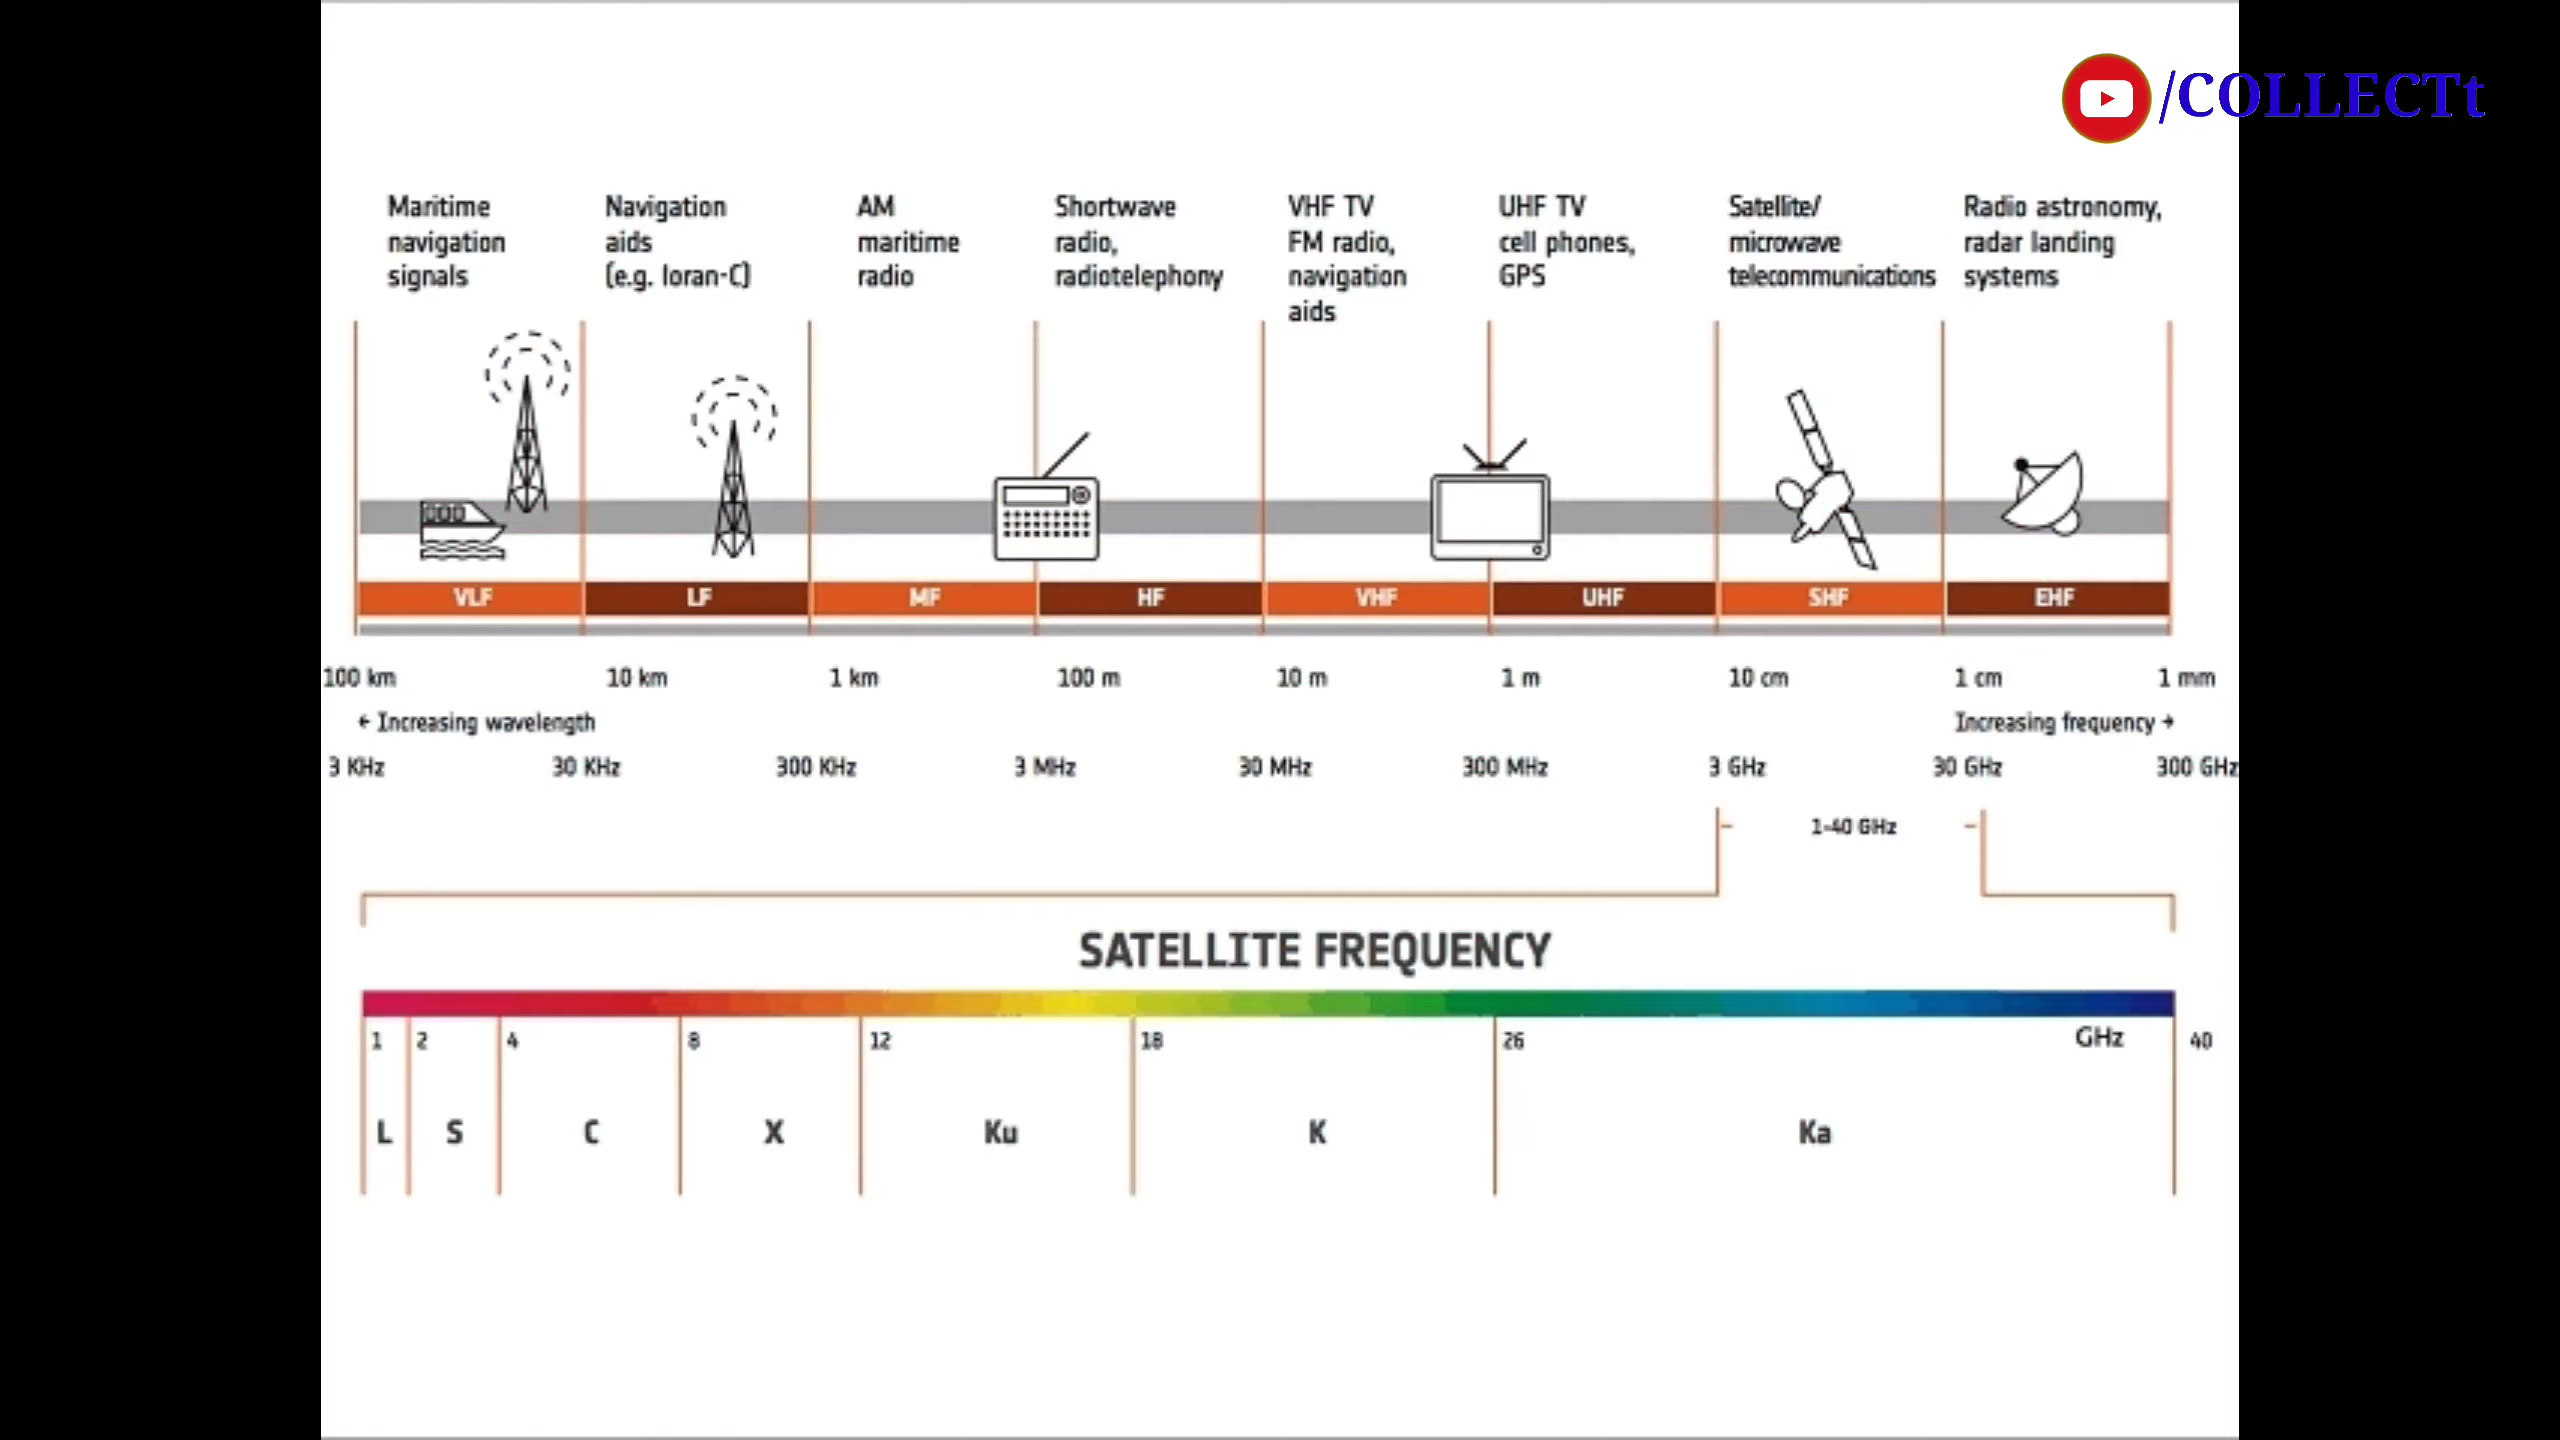 /COLLECTt
Maritime
navigation
signals
Navigation
aids
(e.g. loran-C)
AM
maritime
radio
Shortwave
radio,
radiotelephony
VHF TV
FM radio,
navigation
aids
UHF TV
cell phones,
GPS
Satellite/
microwave
telecommunications
Radio astronomy,
radar landing
systems
VLF LF MF HF VHF UHF SHF EHF
100 km 10 km 1 km 100 m 10 m 1 m 10 cm 1 cm 1 mm
← Increasing wavelength Increasing frequency →
3 KHz 30 KHz 300 KHz 3 MHz 30 MHz 300 MHz 3 GHz 30 GHz 300 GHz
1-40 GHz
SATELLITE FREQUENCY
1 2 4 8 12 18 26 GHz 40
L S C X Ku K Ka